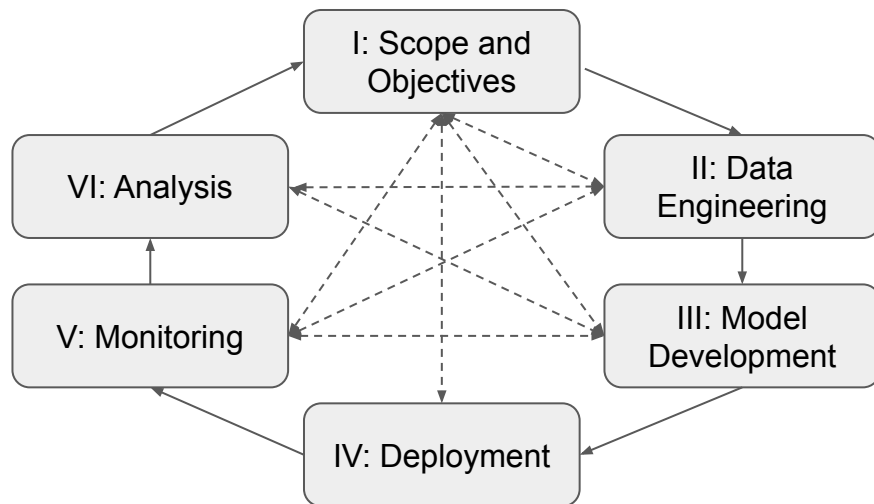 I: Scope and
Objectives
II: Data
Engineering
III: Model
Development
IV: Deployment
V: Monitoring
VI: Analysis